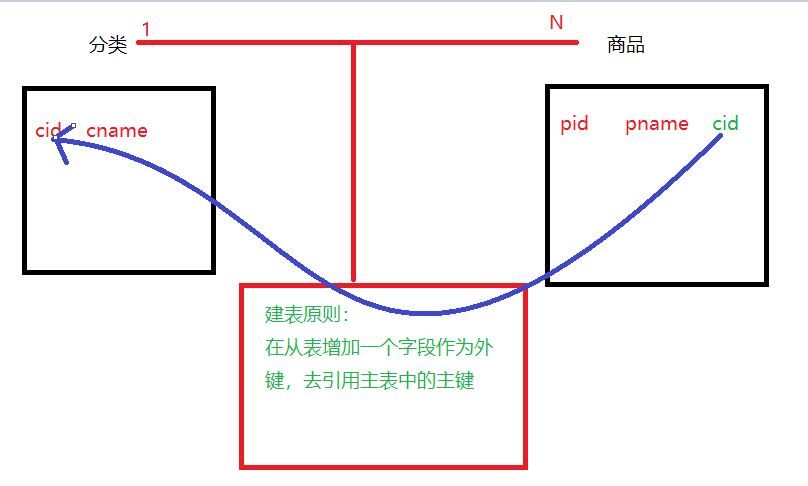 分类 1 N 商品
cid cname
pid pname cid
建表原则：
在从表增加一个字段作为外
键，去引用主表中的主键